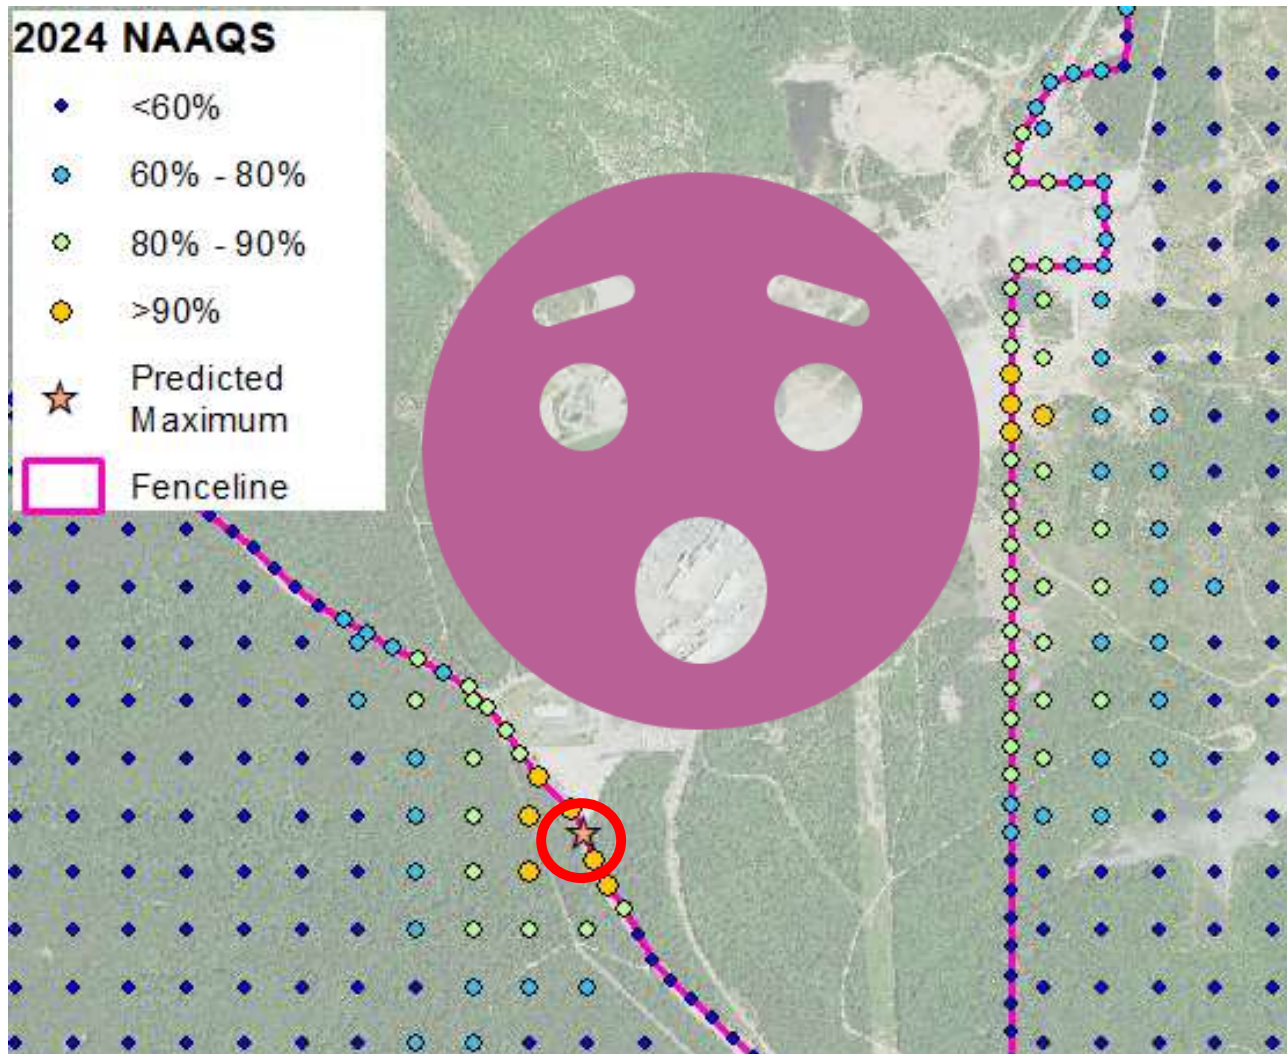 2024 NAAQS
<60%
60% - 80%
80% - 90%
>90%
Predicted
Maximum
Fenceline